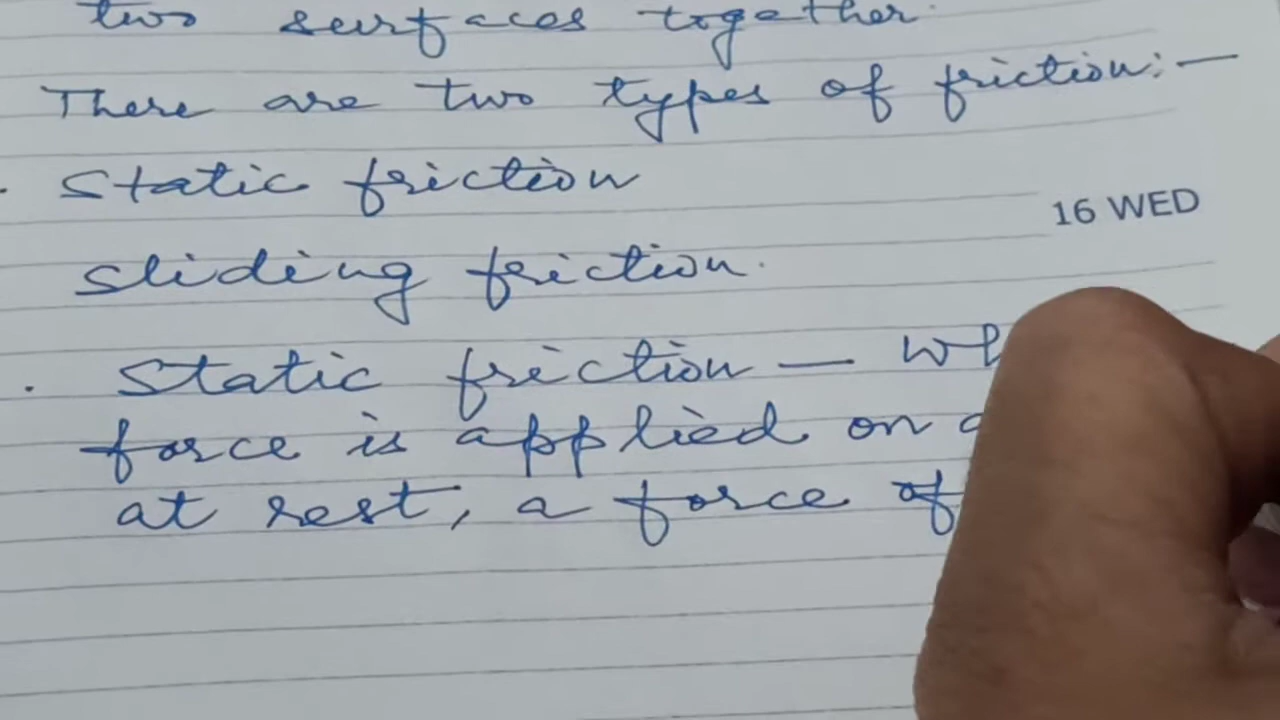 two surfaces together.
There are two types of friction:-
. Static friction
16 WED
sliding friction.
. Static friction — Wh
force is applied on a
at rest, a force of